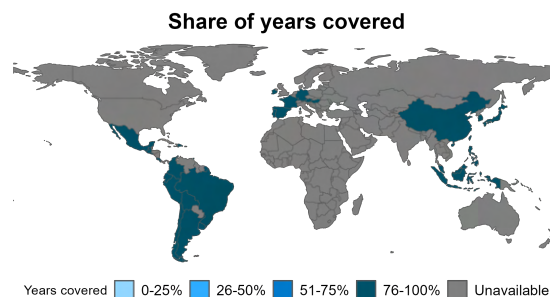 Share of years covered
Years covered 0-25% 26-50% 51-75% 76-100% Unavailable